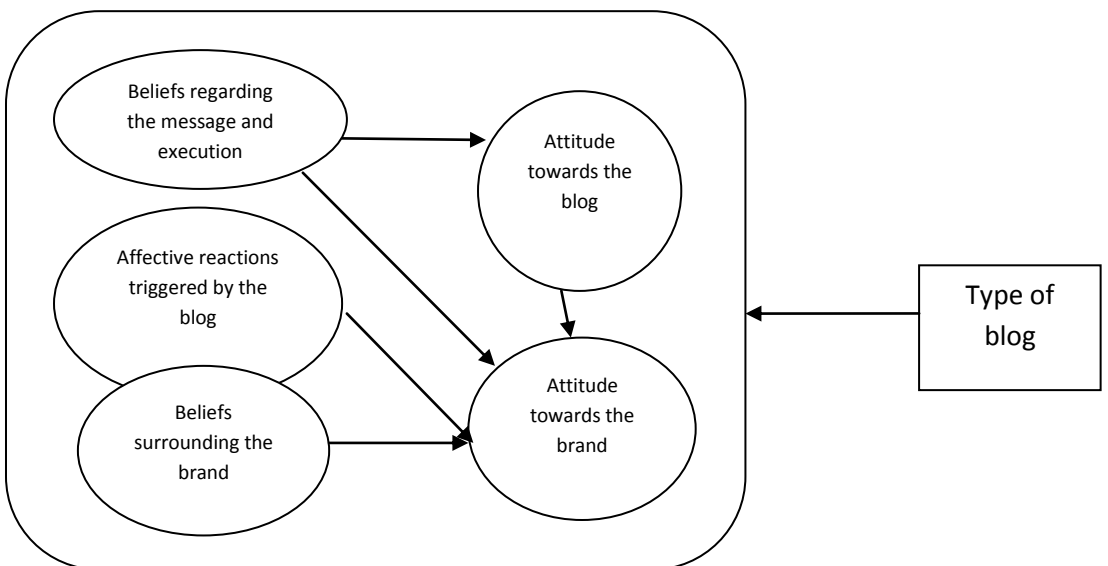 Beliefs regarding
the message and
execution
Attitude
towards the
blog
Affective reactions
triggered by the
blog
Type of
blog
Beliefs
surrounding the
brand
Attitude
towards the
brand